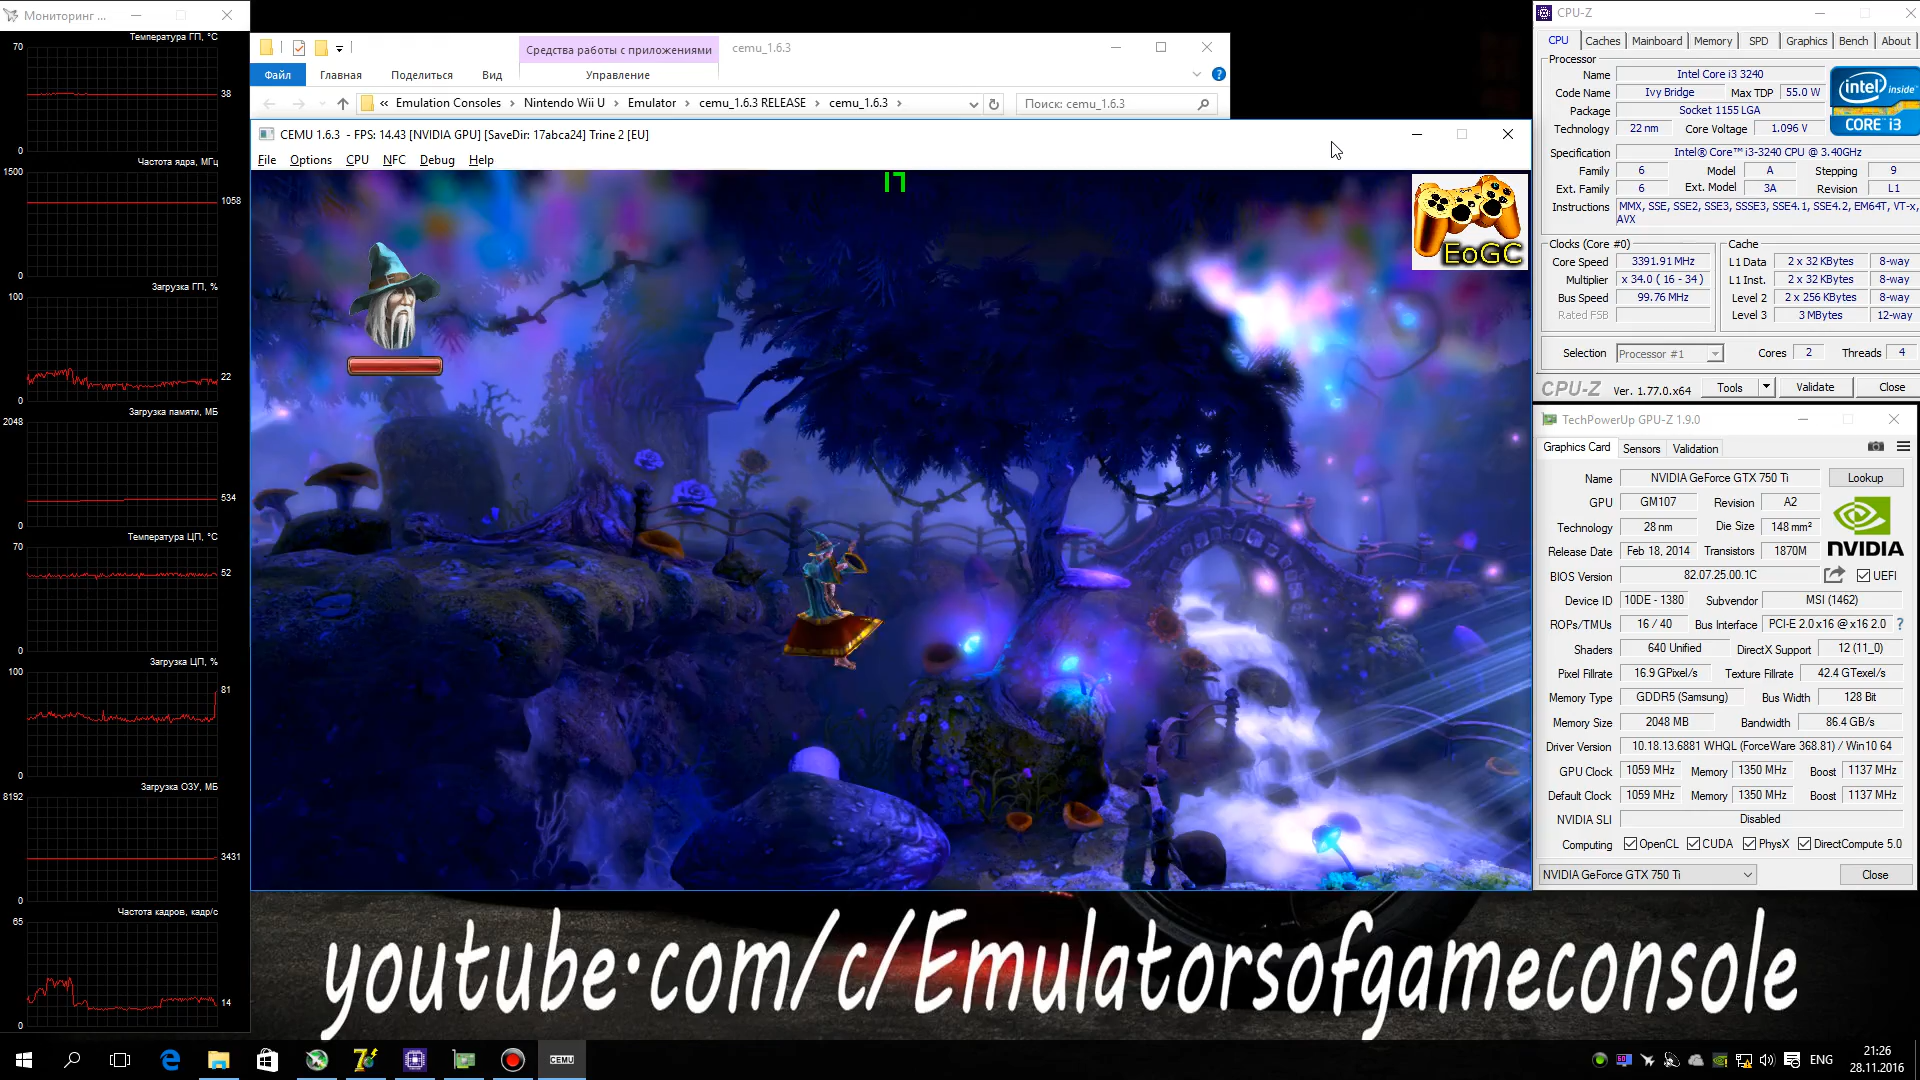 Мониторинг ...
Температура ГП, °C
70
38
0
Частота ядра, МГц
1500
1058
0
Загрузка ГП, %
100
22
0
Загрузка памяти, МБ
2048
534
0
Температура ЦП, °C
70
52
0
Загрузка ЦП, %
100
81
0
Загрузка ОЗУ, МБ
8192
3431
0
Частота кадров, кадр/с
65
14
0
Средства работы с приложениями
cemu_1.6.3
Файл Главная Поделиться Вид Управление
« Emulation Consoles > Nintendo Wii U > Emulator > cemu_1.6.3 RELEASE > cemu_1.6.3 >
Поиск: cemu_1.6.3
CEMU 1.6.3 - FPS: 14.43 [NVIDIA GPU] [SaveDir: 17abca24] Trine 2 [EU]
File Options CPU NFC Debug Help
17
EoGC
CPU-Z
CPU Caches Mainboard Memory SPD Graphics Bench About
Processor
Name Intel Core i3 3240
Code Name Ivy Bridge Max TDP 55.0 W
Package Socket 1155 LGA
Technology 22 nm Core Voltage 1.096 V
intel inside™
CORE i3
Specification Intel® Core™ i3-3240 CPU @ 3.40GHz
Family 6 Model A Stepping 9
Ext. Family 6 Ext. Model 3A Revision L1
Instructions MMX, SSE, SSE2, SSE3, SSSE3, SSE4.1, SSE4.2, EM64T, VT-x,
AVX
Clocks (Core #0)
Core Speed 3391.91 MHz
Multiplier x 34.0 ( 16 - 34 )
Bus Speed 99.76 MHz
Rated FSB
Cache
L1 Data 2 x 32 KBytes 8-way
L1 Inst. 2 x 32 KBytes 8-way
Level 2 2 x 256 KBytes 8-way
Level 3 3 MBytes 12-way
Selection Processor #1 Cores 2 Threads 4
CPU-Z Ver. 1.77.0.x64 Tools Validate Close
TechPowerUp GPU-Z 1.9.0
Graphics Card Sensors Validation
Name NVIDIA GeForce GTX 750 Ti Lookup
GPU GM107 Revision A2
Technology 28 nm Die Size 148 mm²
Release Date Feb 18, 2014 Transistors 1870M
NVIDIA
BIOS Version 82.07.25.00.1C UEFI
Device ID 10DE - 1380 Subvendor MSI (1462)
ROPs/TMUs 16 / 40 Bus Interface PCI-E 2.0 x16 @ x16 2.0 ?
Shaders 640 Unified DirectX Support 12 (11_0)
Pixel Fillrate 16.9 GPixel/s Texture Fillrate 42.4 GTexel/s
Memory Type GDDR5 (Samsung) Bus Width 128 Bit
Memory Size 2048 MB Bandwidth 86.4 GB/s
Driver Version 10.18.13.6881 WHQL (ForceWare 368.81) / Win10 64
GPU Clock 1059 MHz Memory 1350 MHz Boost 1137 MHz
Default Clock 1059 MHz Memory 1350 MHz Boost 1137 MHz
NVIDIA SLI Disabled
Computing OpenCL CUDA PhysX DirectCompute 5.0
NVIDIA GeForce GTX 750 Ti Close
youtube.com/c/Emulatorsofgameconsole
CEMU
60
ENG
21:26
28.11.2016